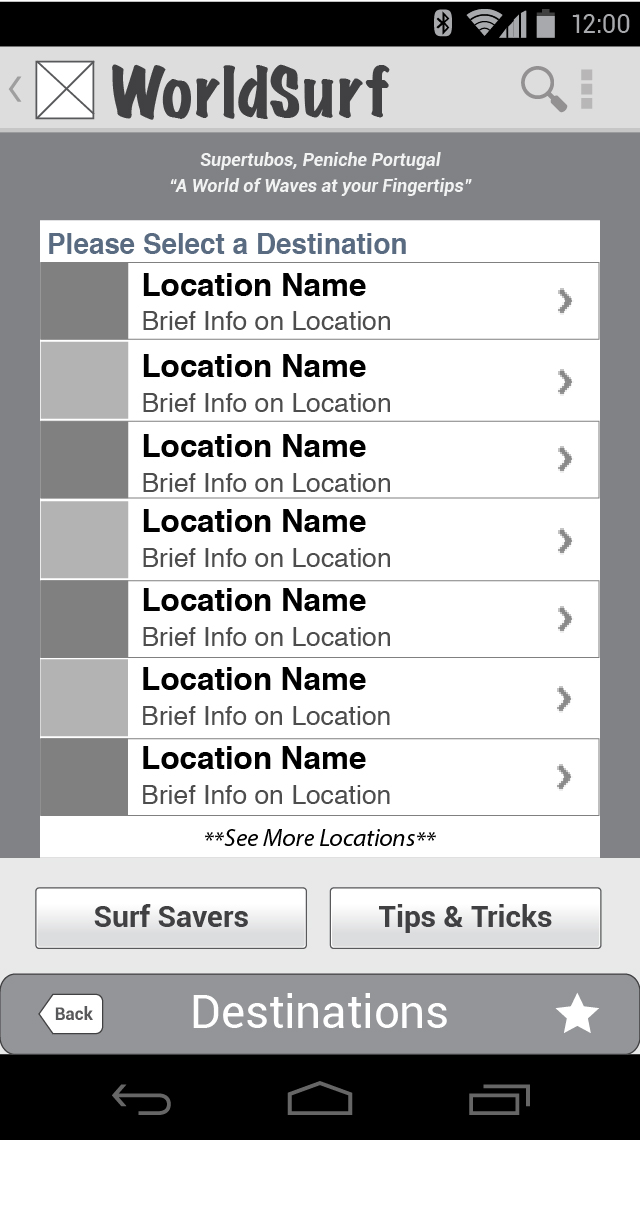 12:00
WorldSurf
Supertubos, Peniche Portugal
“A World of Waves at your Fingertips”
Please Select a Destination
Location Name
Brief Info on Location
Location Name
Brief Info on Location
Location Name
Brief Info on Location
Location Name
Brief Info on Location
Location Name
Brief Info on Location
Location Name
Brief Info on Location
Location Name
Brief Info on Location
**See More Locations**
Surf Savers Tips & Tricks
Back Destinations